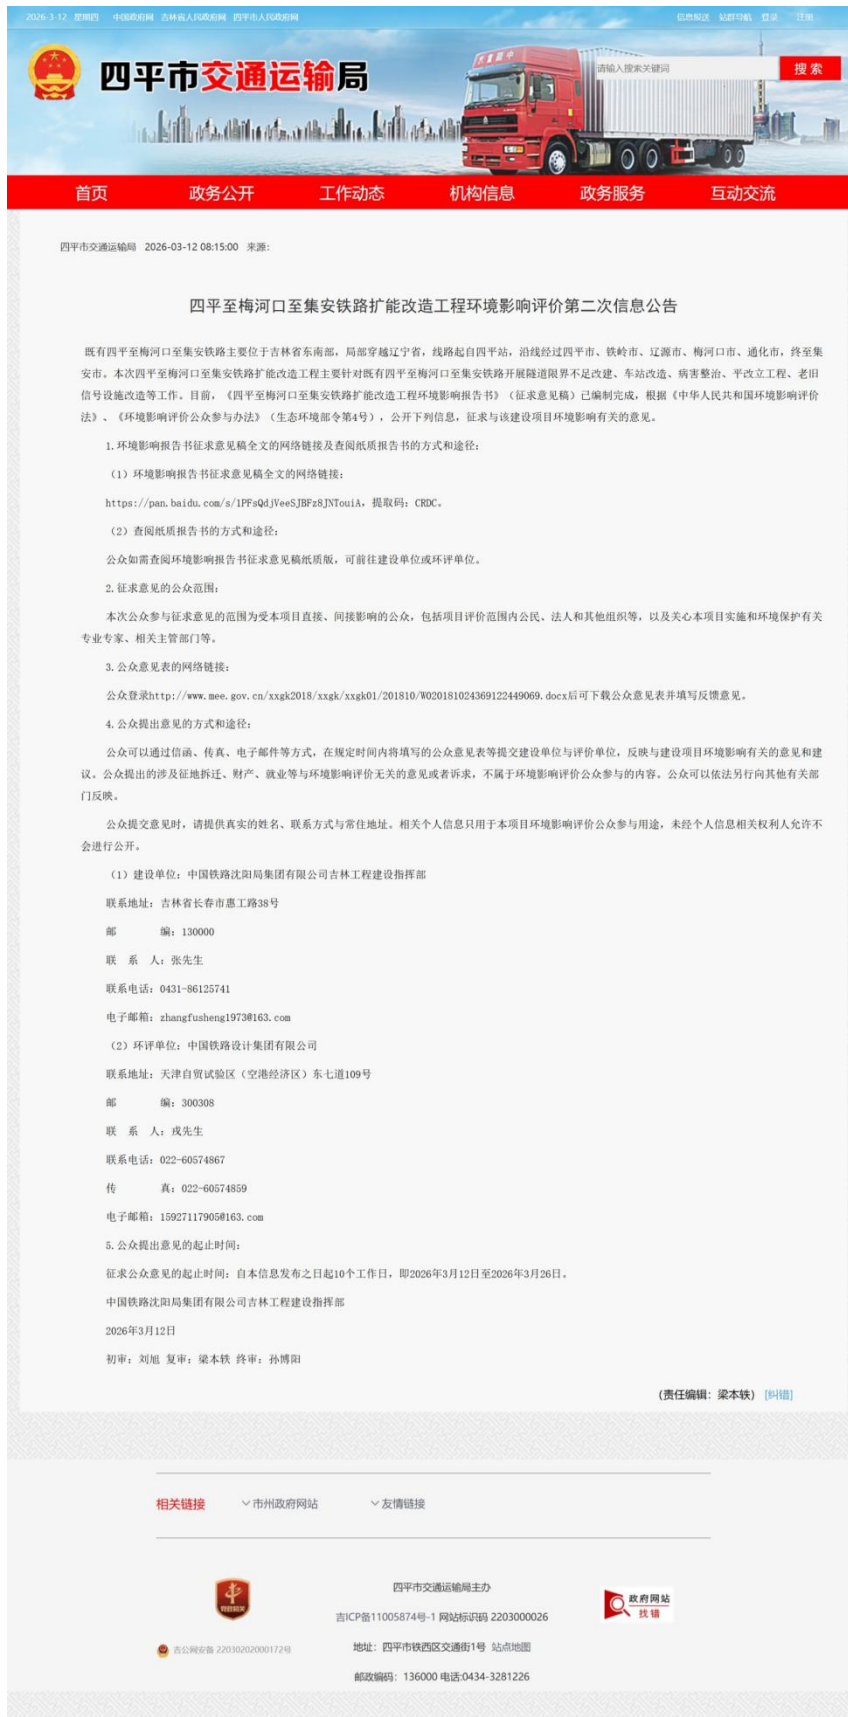 2026-3-12 星期四 中国政府网 吉林省人民政府网 四平市人民政府网 信息报送 站群导航 登录 注册
四平市交通运输局
请输入搜索关键词 搜索
首页 政务公开 工作动态 机构信息 政务服务 互动交流
四平市交通运输局 2026-03-12 08:15:00 来源:
四平至梅河口至集安铁路扩能改造工程环境影响评价第二次信息公告
既有四平至梅河口至集安铁路主要位于吉林省东南部，局部穿越辽宁省，线路起自四平站，沿线经过四平市、铁岭市、辽源市、梅河口市、通化市，终至集
安市。本次四平至梅河口至集安铁路扩能改造工程主要针对既有四平至梅河口至集安铁路开展隧道限界不足改建、车站改造、病害整治、平改立工程、老旧
信号设施改造等工作。目前，《四平至梅河口至集安铁路扩能改造工程环境影响报告书》（征求意见稿）已编制完成，根据《中华人民共和国环境影响评价
法》、《环境影响评价公众参与办法》（生态环境部令第4号），公开下列信息，征求与该建设项目环境影响有关的意见。
1.环境影响报告书征求意见稿全文的网络链接及查阅纸质报告书的方式和途径：
（1）环境影响报告书征求意见稿全文的网络链接：
https://pan.baidu.com/s/1PFsQdjVeeSJBFz8JNTouiA，提取码：CRDC。
（2）查阅纸质报告书的方式和途径：
公众如需查阅环境影响报告书征求意见稿纸质版，可前往建设单位或环评单位。
2.征求意见的公众范围：
本次公众参与征求意见的范围为受本项目直接、间接影响的公众，包括项目评价范围内公民、法人和其他组织等，以及关心本项目实施和环境保护有关
专业专家、相关主管部门等。
3.公众意见表的网络链接：
公众登录http://www.mee.gov.cn/xxgk2018/xxgk/xxgk01/201810/W020181024369122449069.docx后可下载公众意见表并填写反馈意见。
4.公众提出意见的方式和途径：
公众可以通过信函、传真、电子邮件等方式，在规定时间内将填写的公众意见表等提交建设单位与评价单位，反映与建设项目环境影响有关的意见和建
议。公众提出的涉及征地拆迁、财产、就业等与环境影响评价无关的意见或者诉求，不属于环境影响评价公众参与的内容。公众可以依法另行向其他有关部
门反映。
公众提交意见时，请提供真实的姓名、联系方式与常住地址。相关个人信息只用于本项目环境影响评价公众参与用途，未经个人信息相关权利人允许不
会进行公开。
（1）建设单位：中国铁路沈阳局集团有限公司吉林工程建设指挥部
联系地址：吉林省长春市惠工路38号
邮 编：130000
联 系 人：张先生
联系电话：0431-86125741
电子邮箱：zhangfusheng1973@163.com
（2）环评单位：中国铁路设计集团有限公司
联系地址：天津自贸试验区（空港经济区）东七道109号
邮 编：300308
联 系 人：戎先生
联系电话：022-60574867
传 真：022-60574859
电子邮箱：15927117905@163.com
5.公众提出意见的起止时间：
征求公众意见的起止时间：自本信息发布之日起10个工作日，即2026年3月12日至2026年3月26日。
中国铁路沈阳局集团有限公司吉林工程建设指挥部
2026年3月12日
初审：刘旭 复审：梁本轶 终审：孙博阳
(责任编辑：梁本轶) [纠错]
相关链接 市州政府网站 友情链接
党政机关
吉公网安备 22030202000172号
四平市交通运输局主办
吉ICP备11005874号-1 网站标识码 2203000026
地址：四平市铁西区交通街1号 站点地图
邮政编码：136000 电话:0434-3281226
政府网站
找错